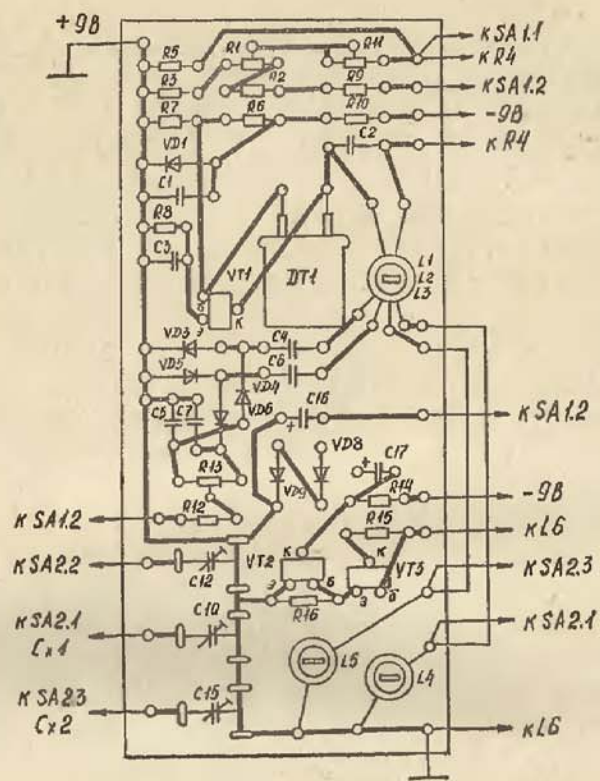 +9В
к SA1.1
R5
R1
R11
к R4
R3
R2
R9
к SA1.2
R7
R6
R10
-9В
VD1
C2
к R4
C1
R8
C3
VT1
DT1
L1
L2
L3
б
э
к
VD3
C4
VD5
C6
VD4
VD6
C5
C7
C16
+
к SA1.2
VD8
VD9
C17
+
R13
R14
-9В
R12
к SA1.2
R15
к L6
к SA2.2
C12
VT2
к
э
б
к
VT3
э
б
к SA2.3
R16
к SA2.1
C10
к SA2.1
Cx1
L5
L4
C15
к SA2.3
Cx2
к L6